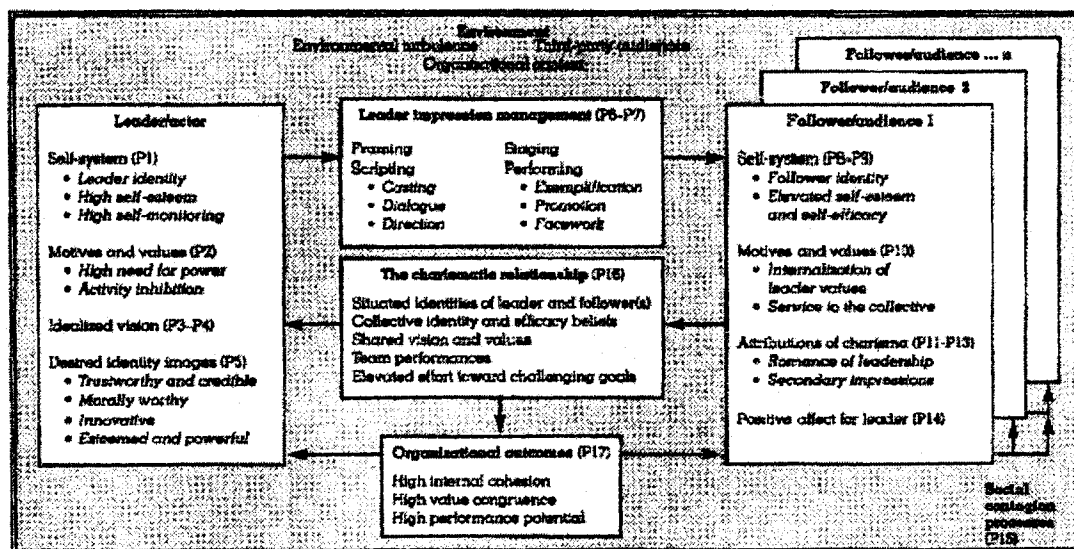 Environment
Environmental turbulence Third-party audiences
Organizational context
Follower/audience ... n
Follower/audience 2
Leader/actor
Self-system (P1)
• Leader identity
• High self-esteem
• High self-monitoring
Motives and values (P2)
• High need for power
• Activity inhibition
Idealized vision (P3-P4)
Desired identity images (P5)
• Trustworthy and credible
• Morally worthy
• Innovative
• Esteemed and powerful
Leader impression management (P6-P7)
Framing
Scripting
• Casting
• Dialogue
• Direction
Staging
Performing
• Exemplification
• Promotion
• Facework
The charismatic relationship (P16)
Situated identities of leader and follower(s)
Collective identity and efficacy beliefs
Shared vision and values
Team performances
Elevated effort toward challenging goals
Organizational outcomes (P17)
High internal cohesion
High value congruence
High performance potential
Follower/audience 1
Self-system (P8-P9)
• Follower identity
• Elevated self-esteem
and self-efficacy
Motives and values (P10)
• Internalization of
leader values
• Service to the collective
Attributions of charisma (P11-P13)
• Romance of leadership
• Secondary impressions
Positive affect for leader (P14)
Social
contagion
processes
(P15)